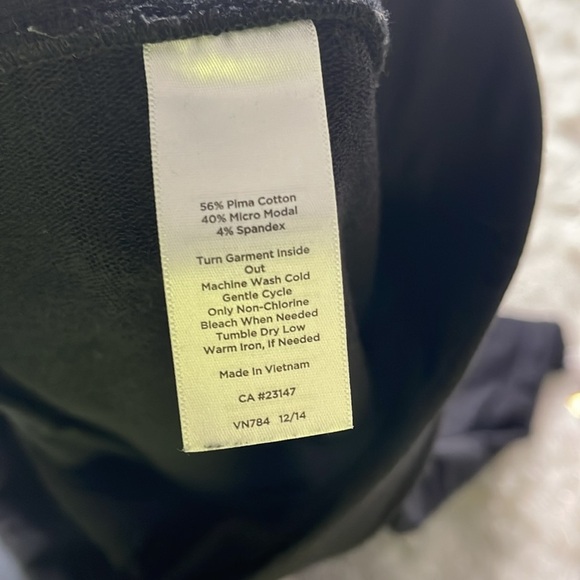 56% Pima Cotton
40% Micro Modal
4% Spandex
Turn Garment Inside
Out
Machine Wash Cold
Gentle Cycle
Only Non-Chlorine
Bleach When Needed
Tumble Dry Low
Warm Iron, If Needed
Made In Vietnam
CA #23147
VN784 12/14